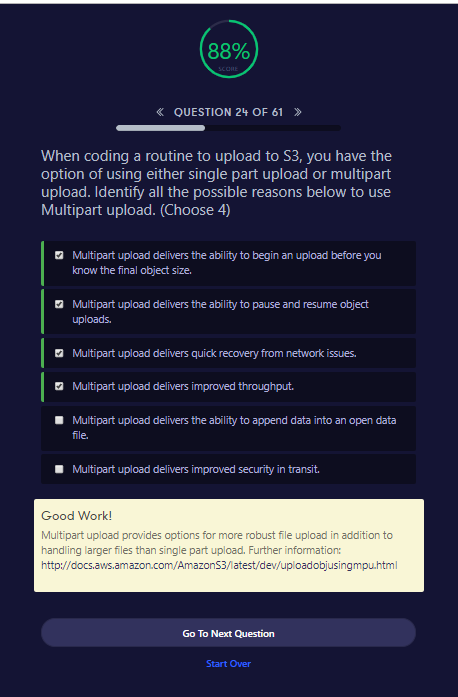 88%
SCORE
« QUESTION 24 OF 61 »
When coding a routine to upload to S3, you have the
option of using either single part upload or multipart
upload. Identify all the possible reasons below to use
Multipart upload. (Choose 4)
Multipart upload delivers the ability to begin an upload before you
know the final object size.
Multipart upload delivers the ability to pause and resume object
uploads.
Multipart upload delivers quick recovery from network issues.
Multipart upload delivers improved throughput.
Multipart upload delivers the ability to append data into an open data
file.
Multipart upload delivers improved security in transit.
Good Work!
Multipart upload provides options for more robust file upload in addition to
handling larger files than single part upload. Further information:
http://docs.aws.amazon.com/AmazonS3/latest/dev/uploadobjusingmpu.html
Go To Next Question
Start Over